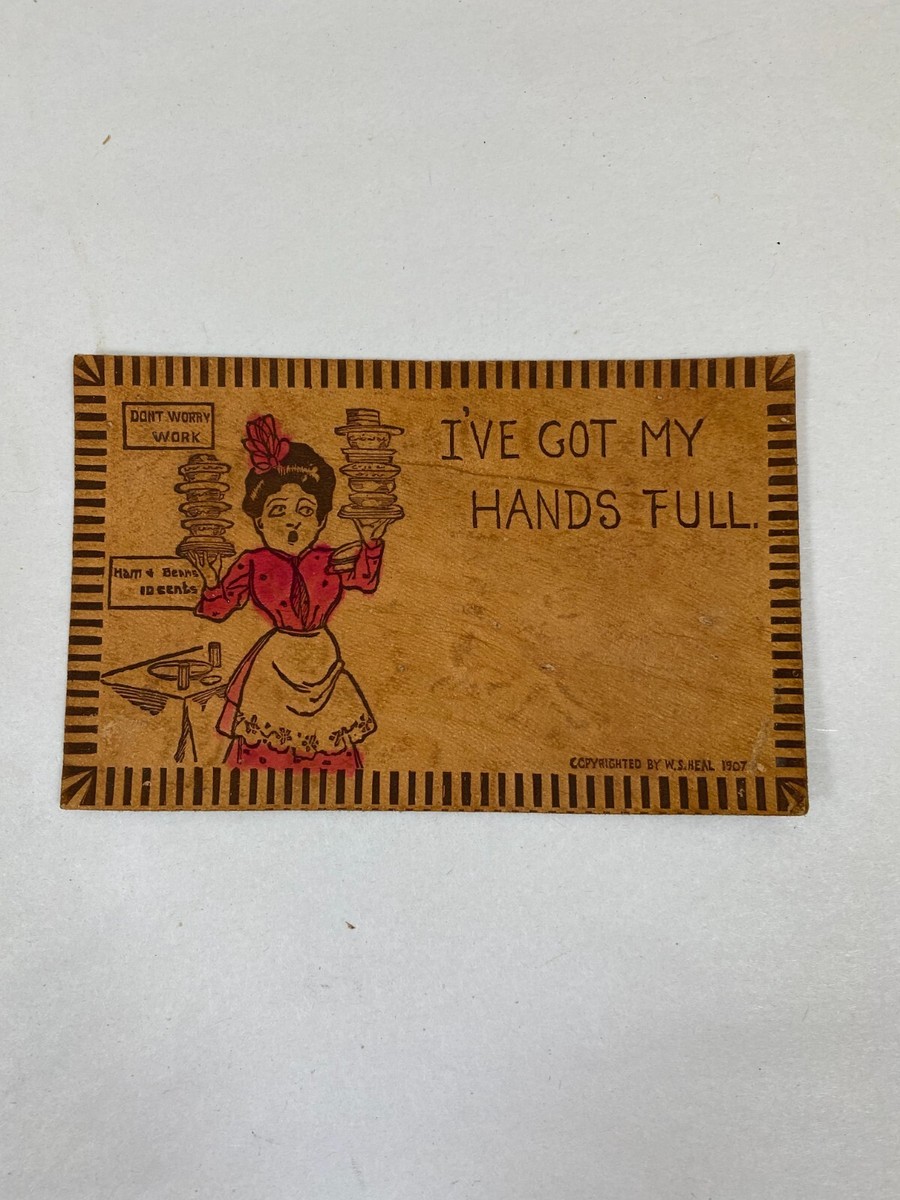 DONT WORRY
WORK
I'VE GOT MY
HANDS FULL.
Ham & Beans
10 cents
COPYRIGHTED BY W.S.HEAL 1907